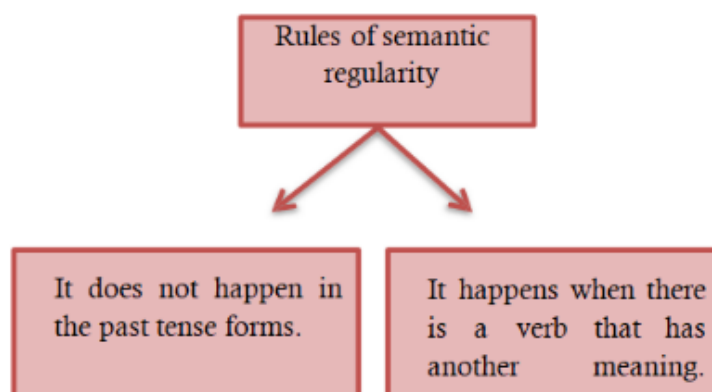 Rules of semantic
regularity
It does not happen in
the past tense forms.
It happens when there
is a verb that has
another meaning.